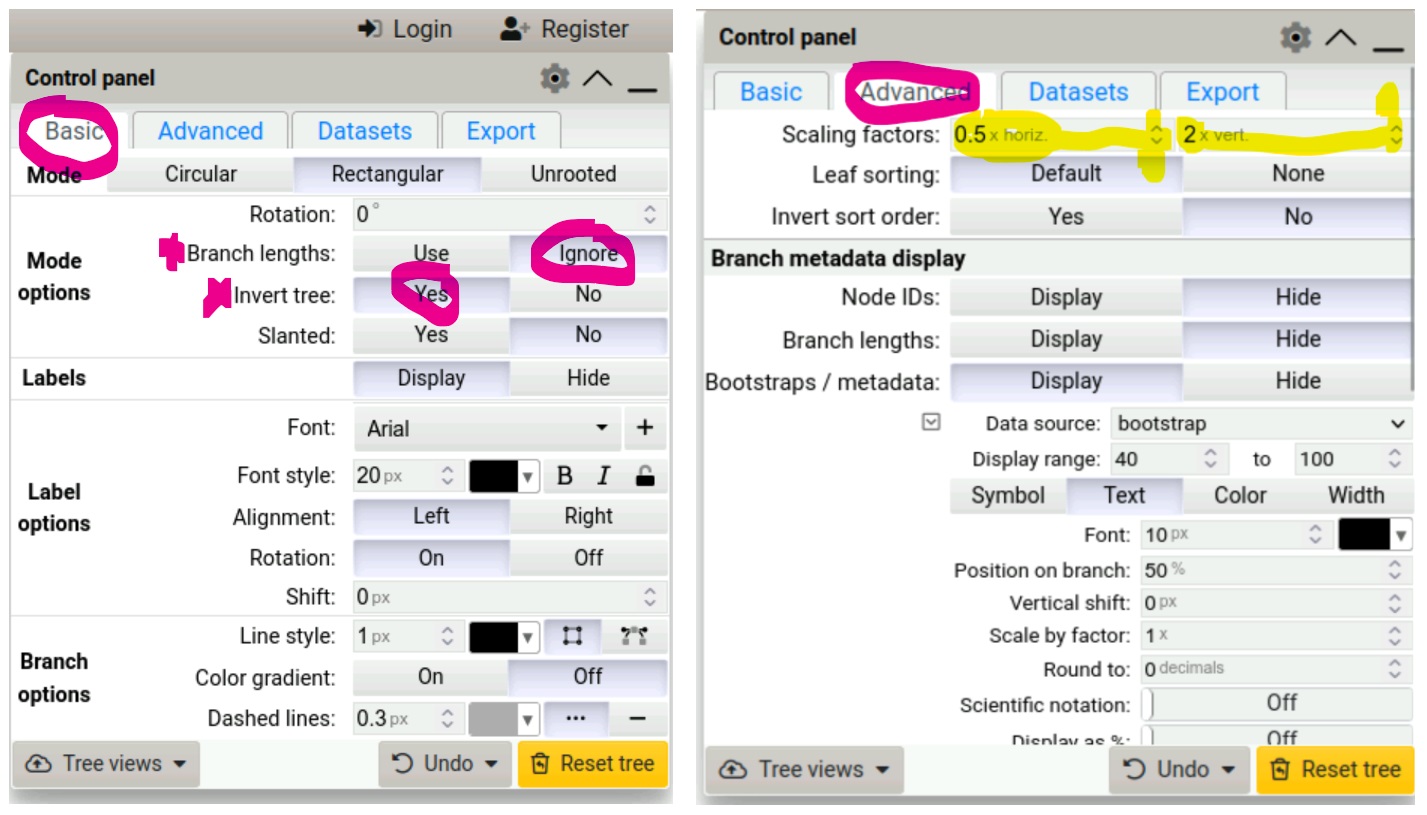 Login Register
Control panel
Basic Advanced Datasets Export
Mode Circular Rectangular Unrooted
Rotation: 0 °
Mode options
Branch lengths: Use Ignore
Invert tree: Yes No
Slanted: Yes No
Labels Display Hide
Font: Arial +
Label options
Font style: 20 px B I
Alignment: Left Right
Rotation: On Off
Shift: 0 px
Branch options
Line style: 1 px
Color gradient: On Off
Dashed lines: 0.3 px
Tree views Undo Reset tree
Control panel
Basic Advanced Datasets Export
Scaling factors: 0.5 x horiz. 2 x vert.
Leaf sorting: Default None
Invert sort order: Yes No
Branch metadata display
Node IDs: Display Hide
Branch lengths: Display Hide
Bootstraps / metadata: Display Hide
Data source: bootstrap
Display range: 40 to 100
Symbol Text Color Width
Font: 10 px
Position on branch: 50 %
Vertical shift: 0 px
Scale by factor: 1 x
Round to: 0 decimals
Scientific notation: Off
Display as %: Off
Tree views Undo Reset tree